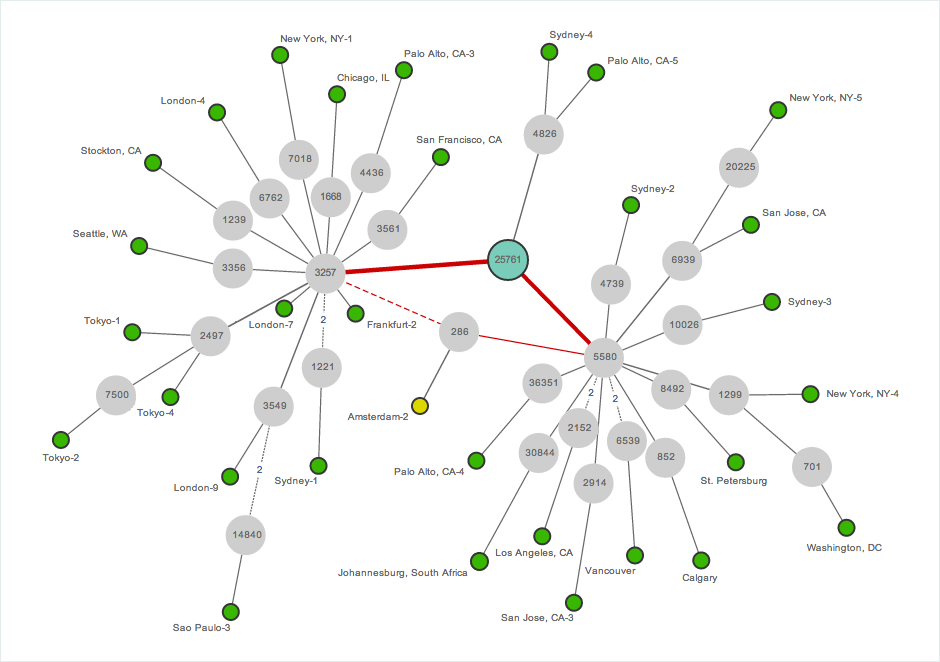 Sydney-4
New York, NY-1
Palo Alto, CA-3
Palo Alto, CA-5
Chicago, IL
New York, NY-5
London-4
4826
San Francisco, CA
Stockton, CA
7018
20225
4436
Sydney-2
6762
1668
San Jose, CA
1239
3561
Seattle, WA
25761
6939
3356
3257
4739
Sydney-3
Tokyo-1
London-7
2
Frankfurt-2
10026
2497
286
5580
1221
36351
8492
1299
New York, NY-4
7500
2
2
3549
Tokyo-4
Amsterdam-2
2152
6539
30844
852
Tokyo-2
2
Palo Alto, CA-4
701
London-9
Sydney-1
2914
St. Petersburg
14840
Los Angeles, CA
Washington, DC
Johannesburg, South Africa
Vancouver
Calgary
San Jose, CA-3
Sao Paulo-3